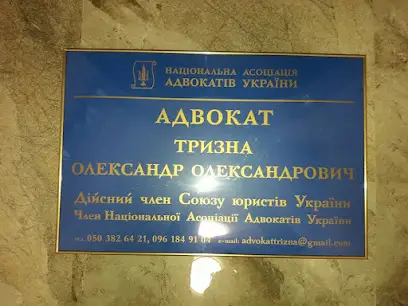 НАЦІОНАЛЬНА АСОЦІАЦІЯ
АДВОКАТІВ УКРАЇНИ
АДВОКАТ
ТРИЗНА
ОЛЕКСАНДР ОЛЕКСАНДРОВИЧ
Дійсний член Союзу юристів України
Член Національної Асоціації Адвокатів України
тел. 050 382 64 21, 096 184 91 04 e-mail: advokattrizna@gmail.com